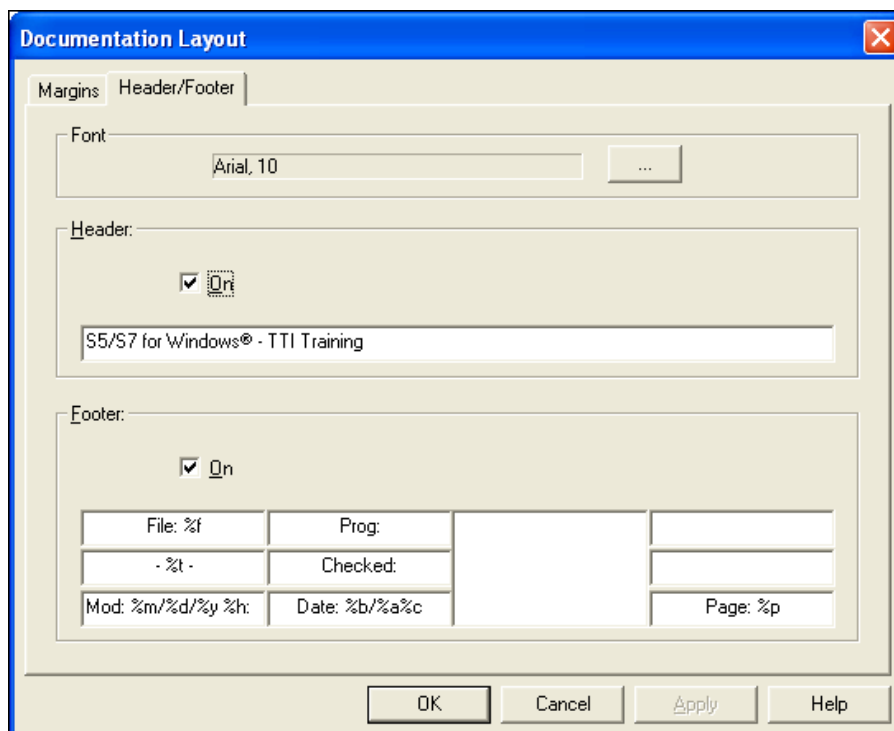 Documentation Layout
Margins Header/Footer
Font
Arial, 10 ...
Header:
On
S5/S7 for Windows® - TTI Training
Footer:
On
File: %f Prog:
- %t - Checked:
Mod: %m/%d/%y %h: Date: %b/%a%c Page: %p
OK Cancel Apply Help